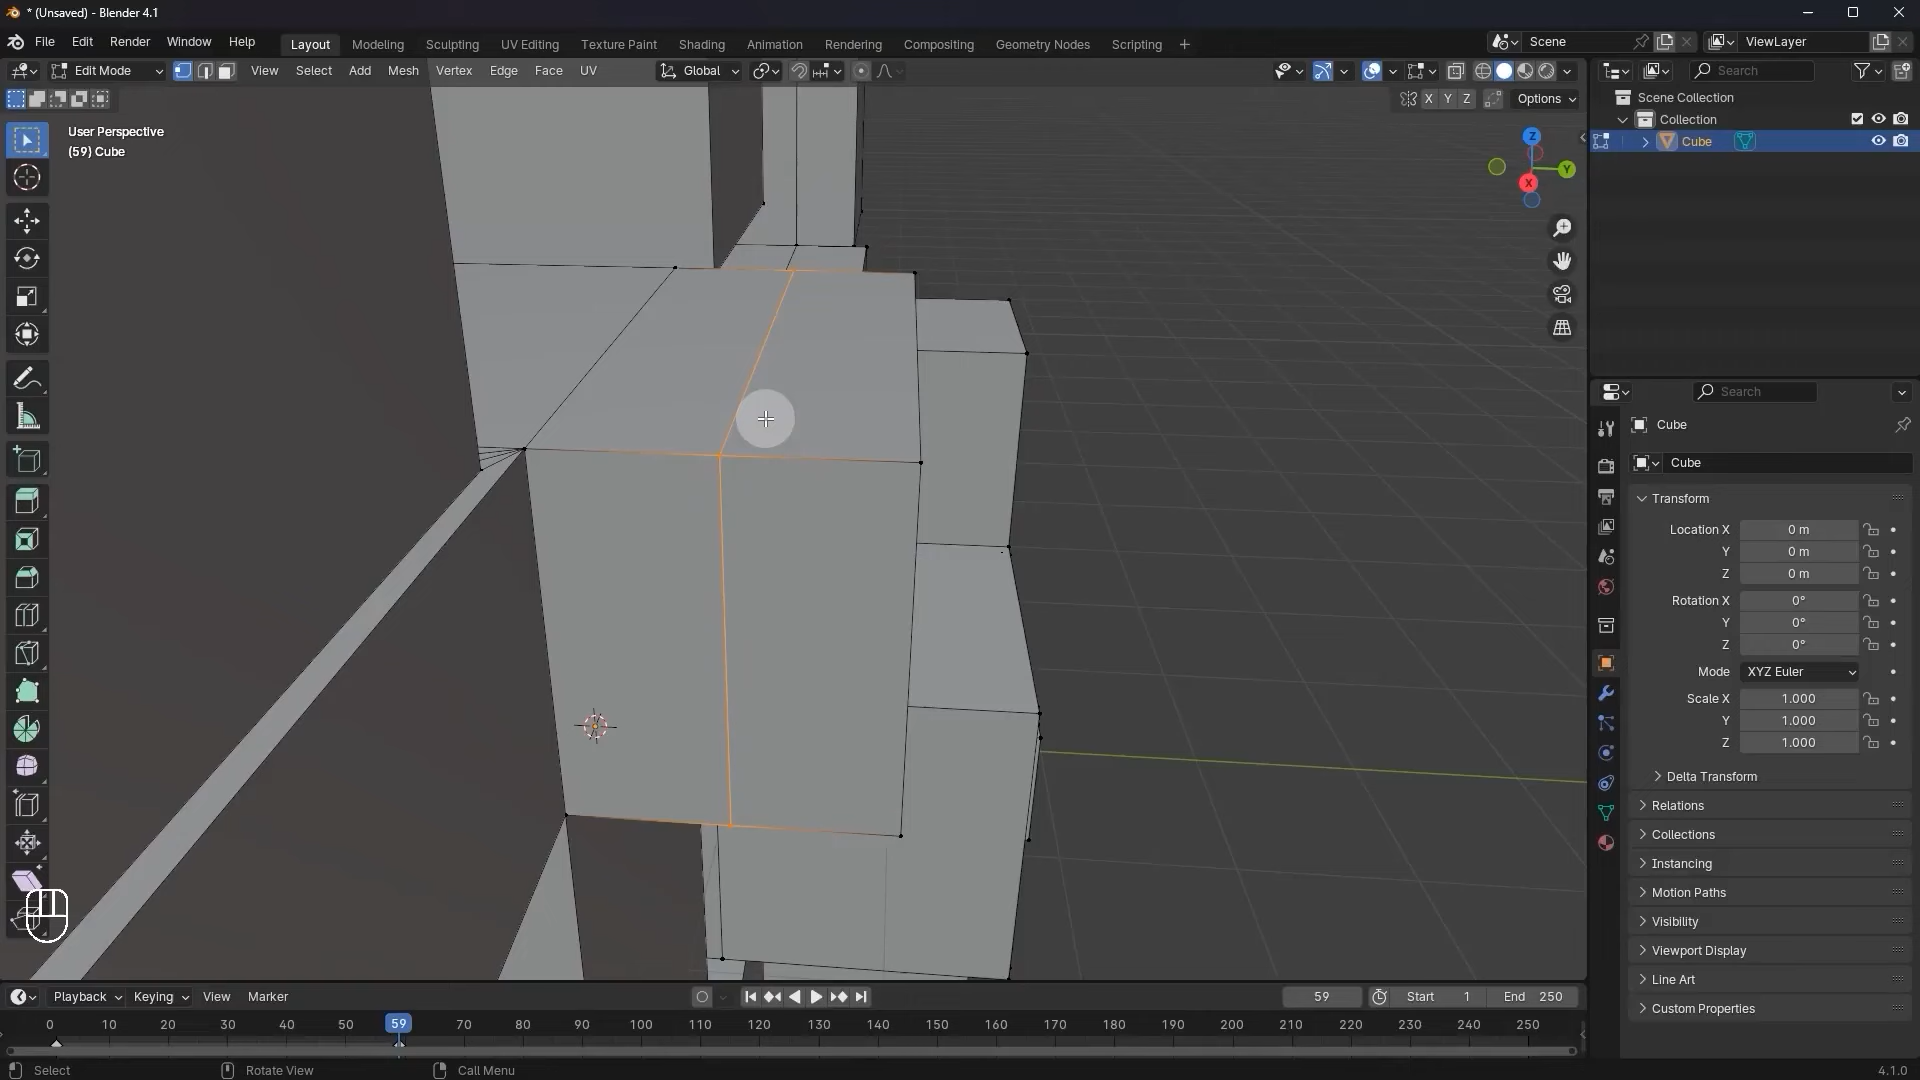 * (Unsaved) - Blender 4.1
File Edit Render Window Help Layout Modeling Sculpting UV Editing Texture Paint Shading Animation Rendering Compositing Geometry Nodes Scripting + Scene ViewLayer
Edit Mode View Select Add Mesh Vertex Edge Face UV Global Search
X Y Z Options
Scene Collection
Collection
Cube
User Perspective
(59) Cube
Z
Y
X
Search
Cube
Cube
Transform
Location X 0 m
Y 0 m
Z 0 m
Rotation X 0°
Y 0°
Z 0°
Mode XYZ Euler
Scale X 1.000
Y 1.000
Z 1.000
Delta Transform
Relations
Collections
Instancing
Motion Paths
Visibility
Viewport Display
Line Art
Custom Properties
Playback Keying View Marker 59 Start 1 End 250
0 10 20 30 40 50 59 70 80 90 100 110 120 130 140 150 160 170 180 190 200 210 220 230 240 250
Select Rotate View Call Menu 4.1.0